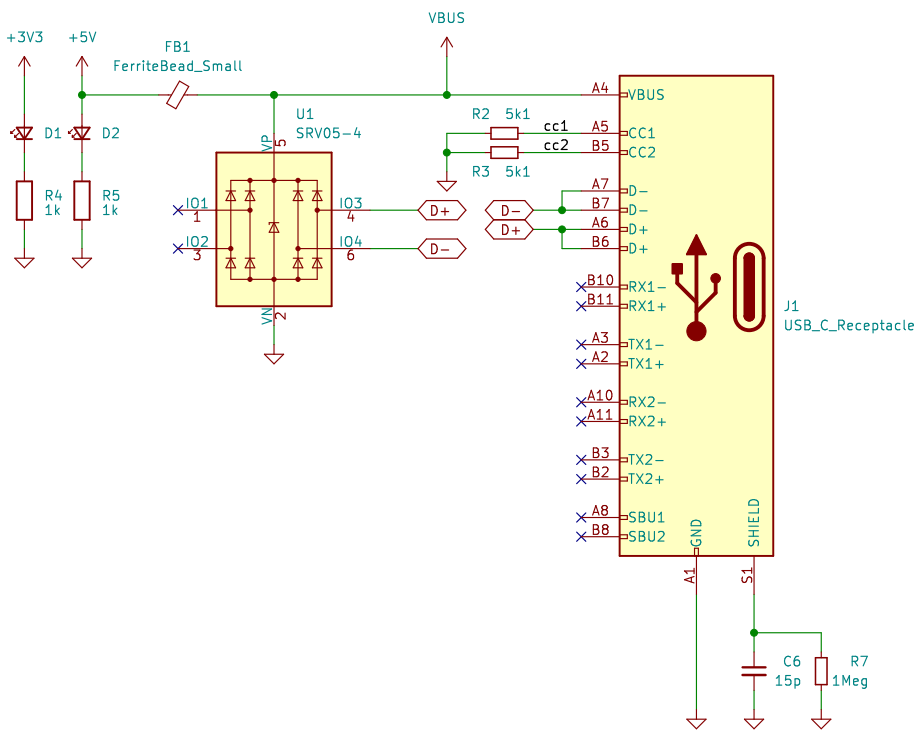 VBUS
+3V3
+5V
FB1
FerriteBead_Small
A4
VBUS
U1
SRV05-4
R2
5k1
cc1
A5
CC1
D1
D2
VP
5
cc2
B5
CC2
R3
5k1
A7
D-
R4
1k
R5
1k
IO1
1
IO3
4
D+
D-
B7
D-
D+
A6
D+
IO2
3
IO4
6
D-
B6
D+
B10
RX1-
B11
RX1+
J1
USB_C_Receptacle
VN
2
A3
TX1-
A2
TX1+
A10
RX2-
A11
RX2+
B3
TX2-
B2
TX2+
A8
SBU1
B8
SBU2
GND
SHIELD
A1
S1
C6
15p
R7
1Meg